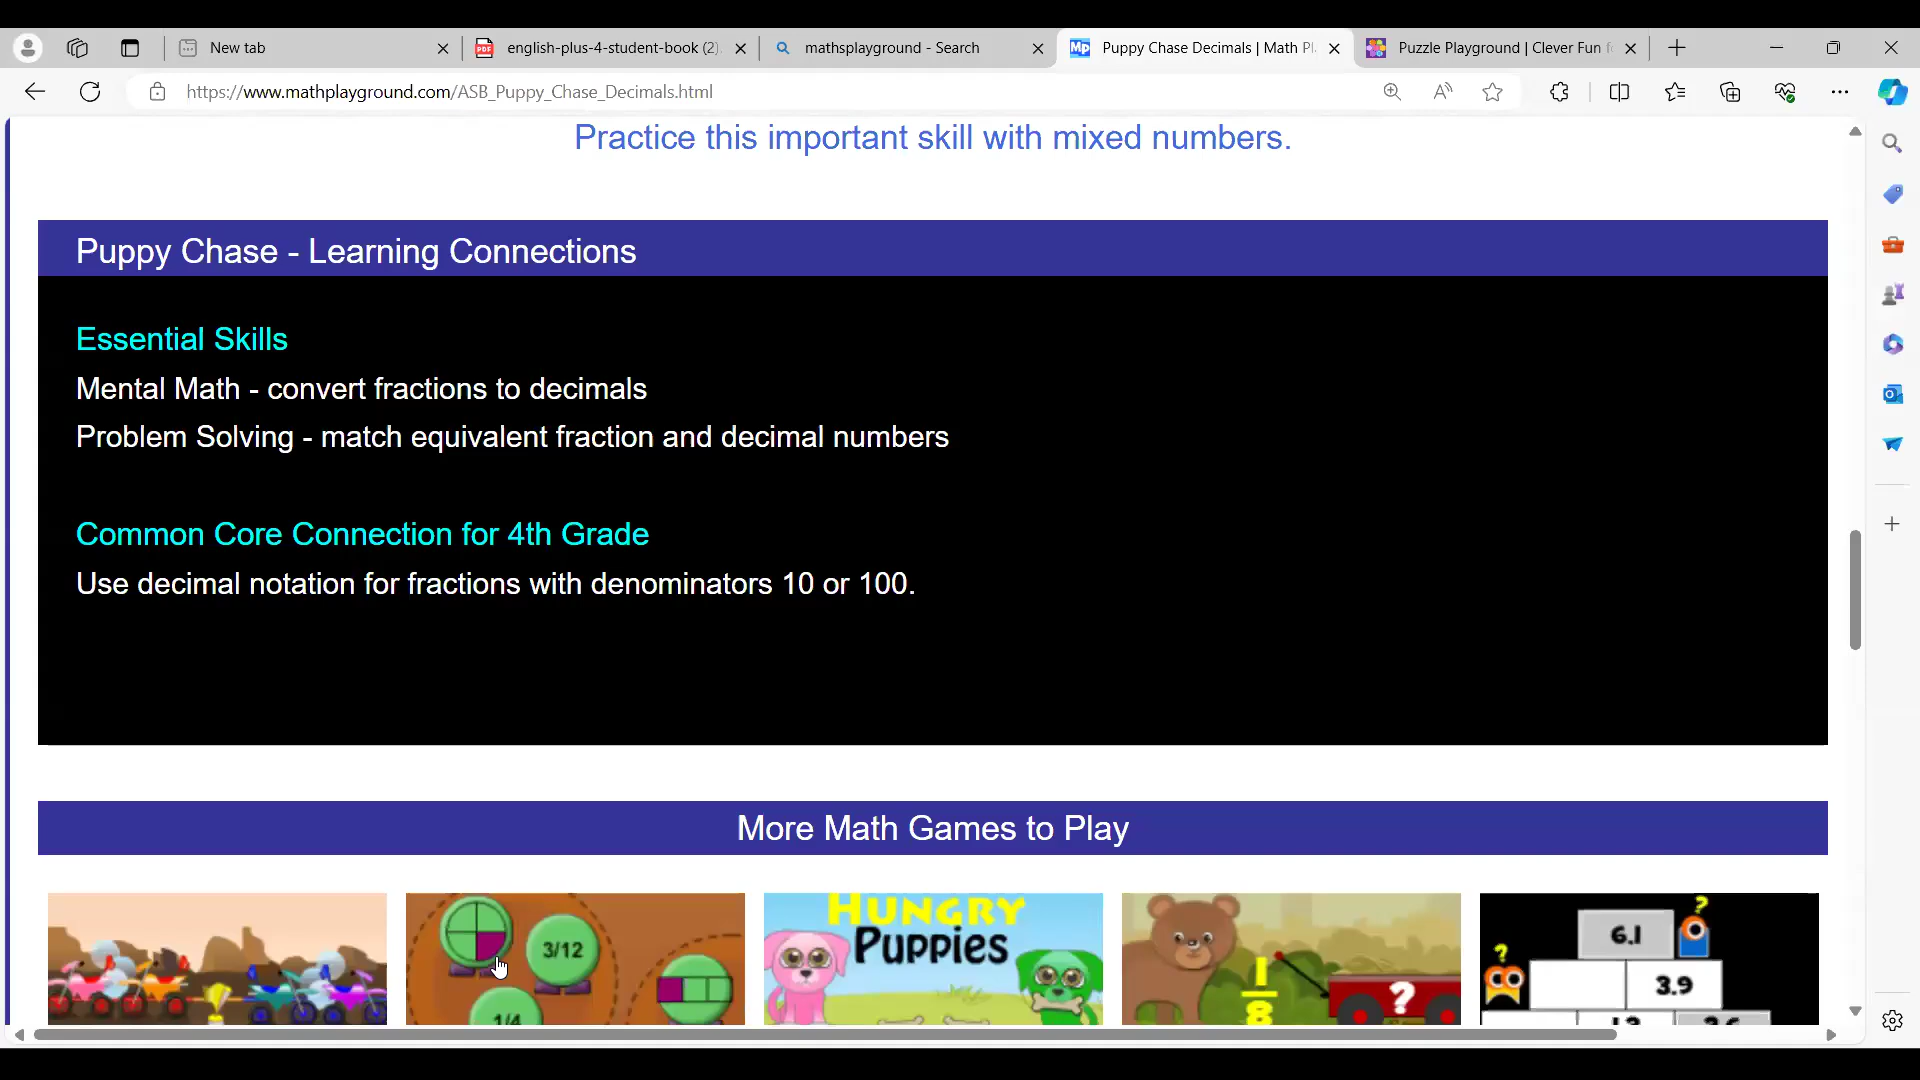 New tab
english-plus-4-student-book (2).
mathsplayground - Search
Puppy Chase Decimals | Math Pl
Puzzle Playground | Clever Fun f
https://www.mathplayground.com/ASB_Puppy_Chase_Decimals.html
Practice this important skill with mixed numbers.
Puppy Chase - Learning Connections
Essential Skills
Mental Math - convert fractions to decimals
Problem Solving - match equivalent fraction and decimal numbers
Common Core Connection for 4th Grade
Use decimal notation for fractions with denominators 10 or 100.
More Math Games to Play
3/12
1/4
HUNGRY
Puppies
1
8
?
?
?
6.1
3.9